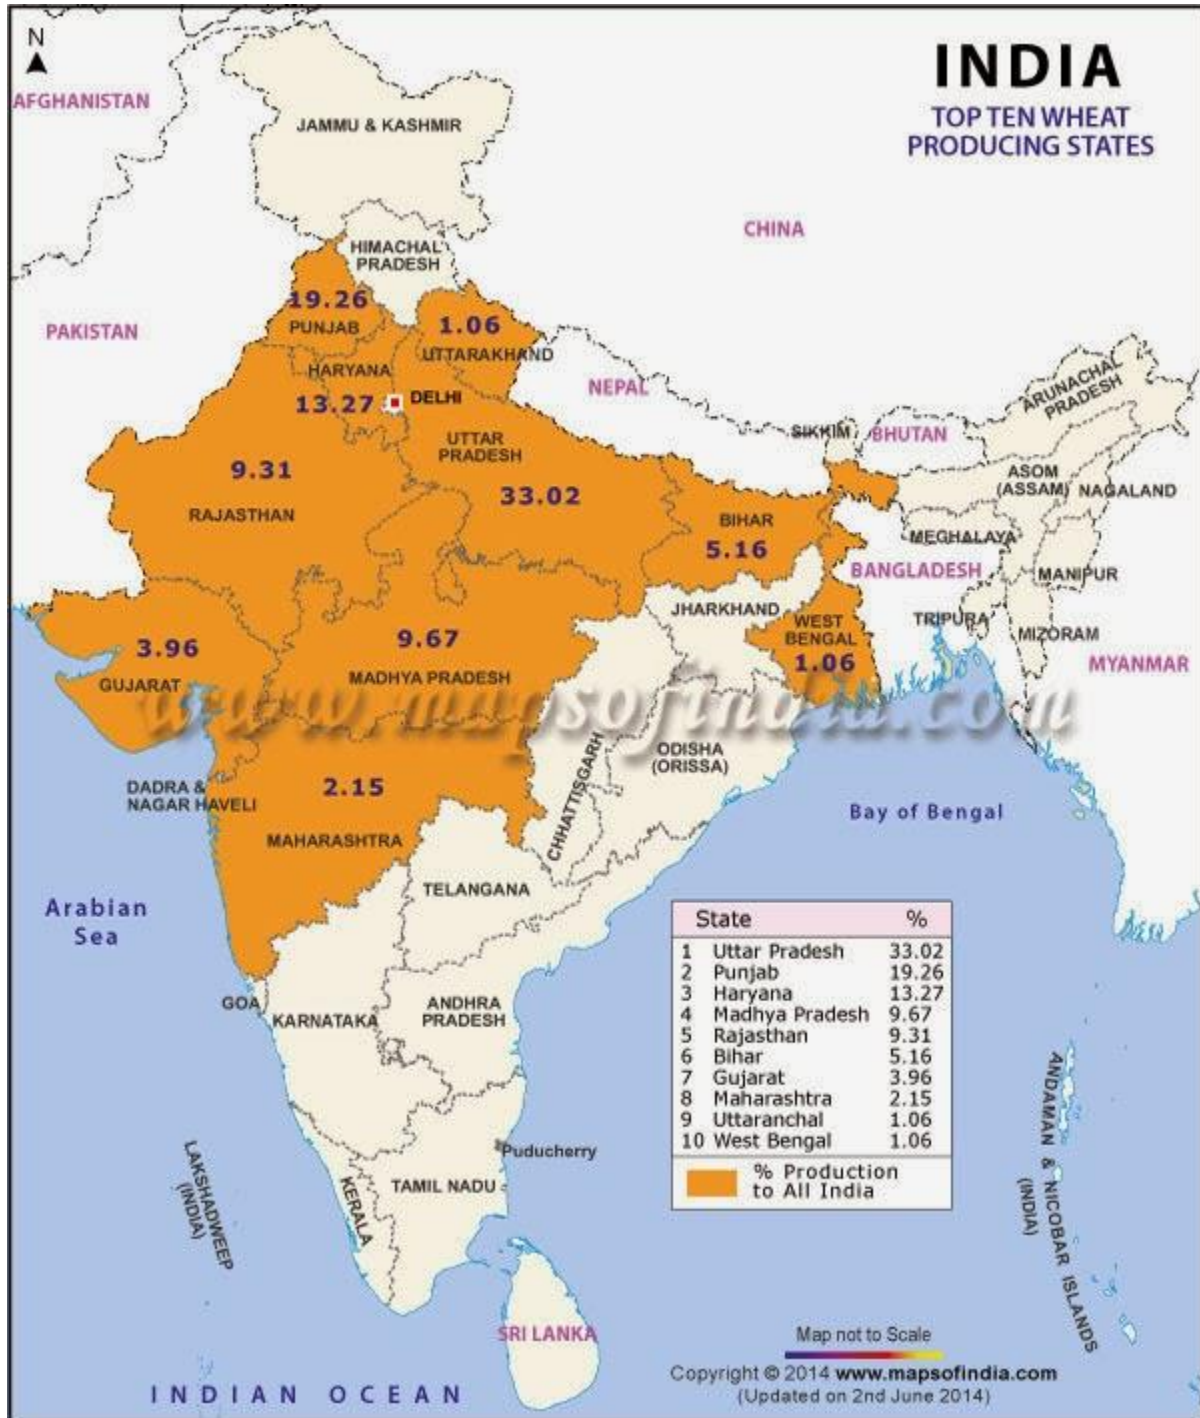 N
INDIA
TOP TEN WHEAT
PRODUCING STATES
AFGHANISTAN
JAMMU & KASHMIR
CHINA
HIMACHAL
PRADESH
19.26
PUNJAB
1.06
UTTARAKHAND
PAKISTAN
HARYANA
13.27
DELHI
NEPAL
ARUNACHAL
PRADESH
SIKKIM
BHUTAN
UTTAR
PRADESH
33.02
9.31
RAJASTHAN
ASOM
(ASSAM)
NAGALAND
BIHAR
5.16
MEGHALAYA
BANGLADESH
MANIPUR
JHARKHAND
TRIPURA
MIZORAM
MYANMAR
WEST
BENGAL
1.06
3.96
GUJARAT
9.67
MADHYA PRADESH
www.mapsofindia.com
ODISHA
(ORISSA)
CHHATTISGARH
DADRA &
NAGAR HAVELI
2.15
MAHARASHTRA
Bay of Bengal
TELANGANA
Arabian
Sea
GOA
KARNATAKA
ANDHRA
PRADESH
State %
1 Uttar Pradesh 33.02
2 Punjab 19.26
3 Haryana 13.27
4 Madhya Pradesh 9.67
5 Rajasthan 9.31
6 Bihar 5.16
7 Gujarat 3.96
8 Maharashtra 2.15
9 Uttaranchal 1.06
10 West Bengal 1.06
% Production
to All India
Puducherry
TAMIL NADU
KERALA
LAKSHADWEEP
(INDIA)
ANDAMAN & NICOBAR ISLANDS
(INDIA)
SRI LANKA
INDIAN OCEAN
Map not to Scale
Copyright © 2014 www.mapsofindia.com
(Updated on 2nd June 2014)